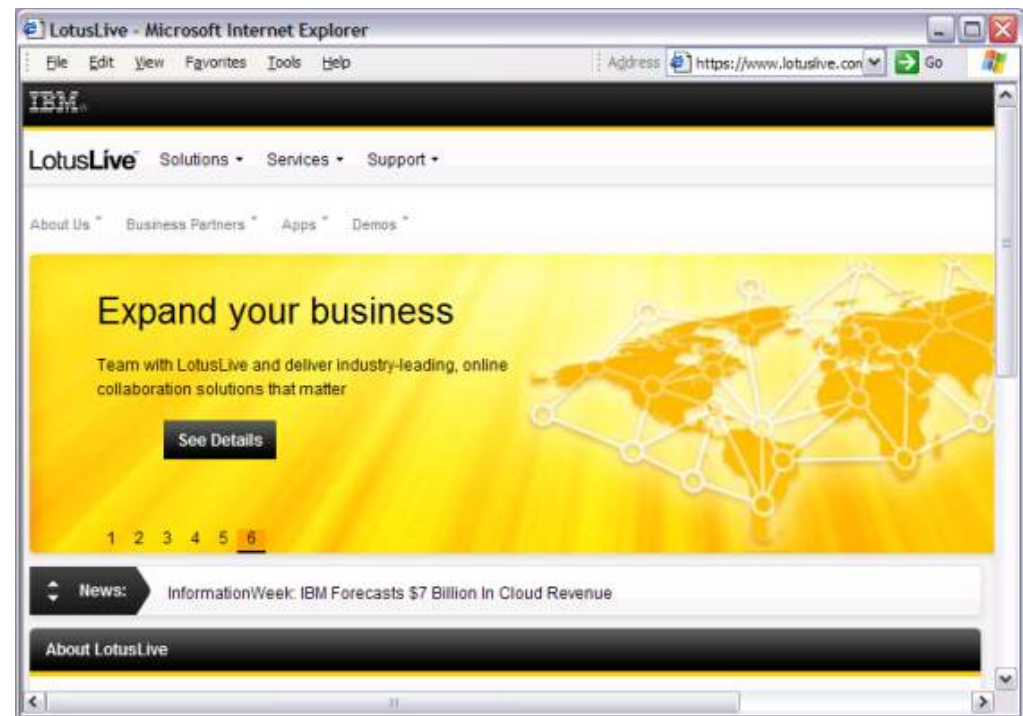 LotusLive - Microsoft Internet Explorer
File Edit View Favorites Tools Help Address https://www.lotuslive.com Go
IBM®
LotusLive™ Solutions Services Support
About Us Business Partners Apps Demos
Expand your business
Team with LotusLive and deliver industry-leading, online
collaboration solutions that matter
See Details
1 2 3 4 5 6
News: InformationWeek: IBM Forecasts $7 Billion In Cloud Revenue
About LotusLive